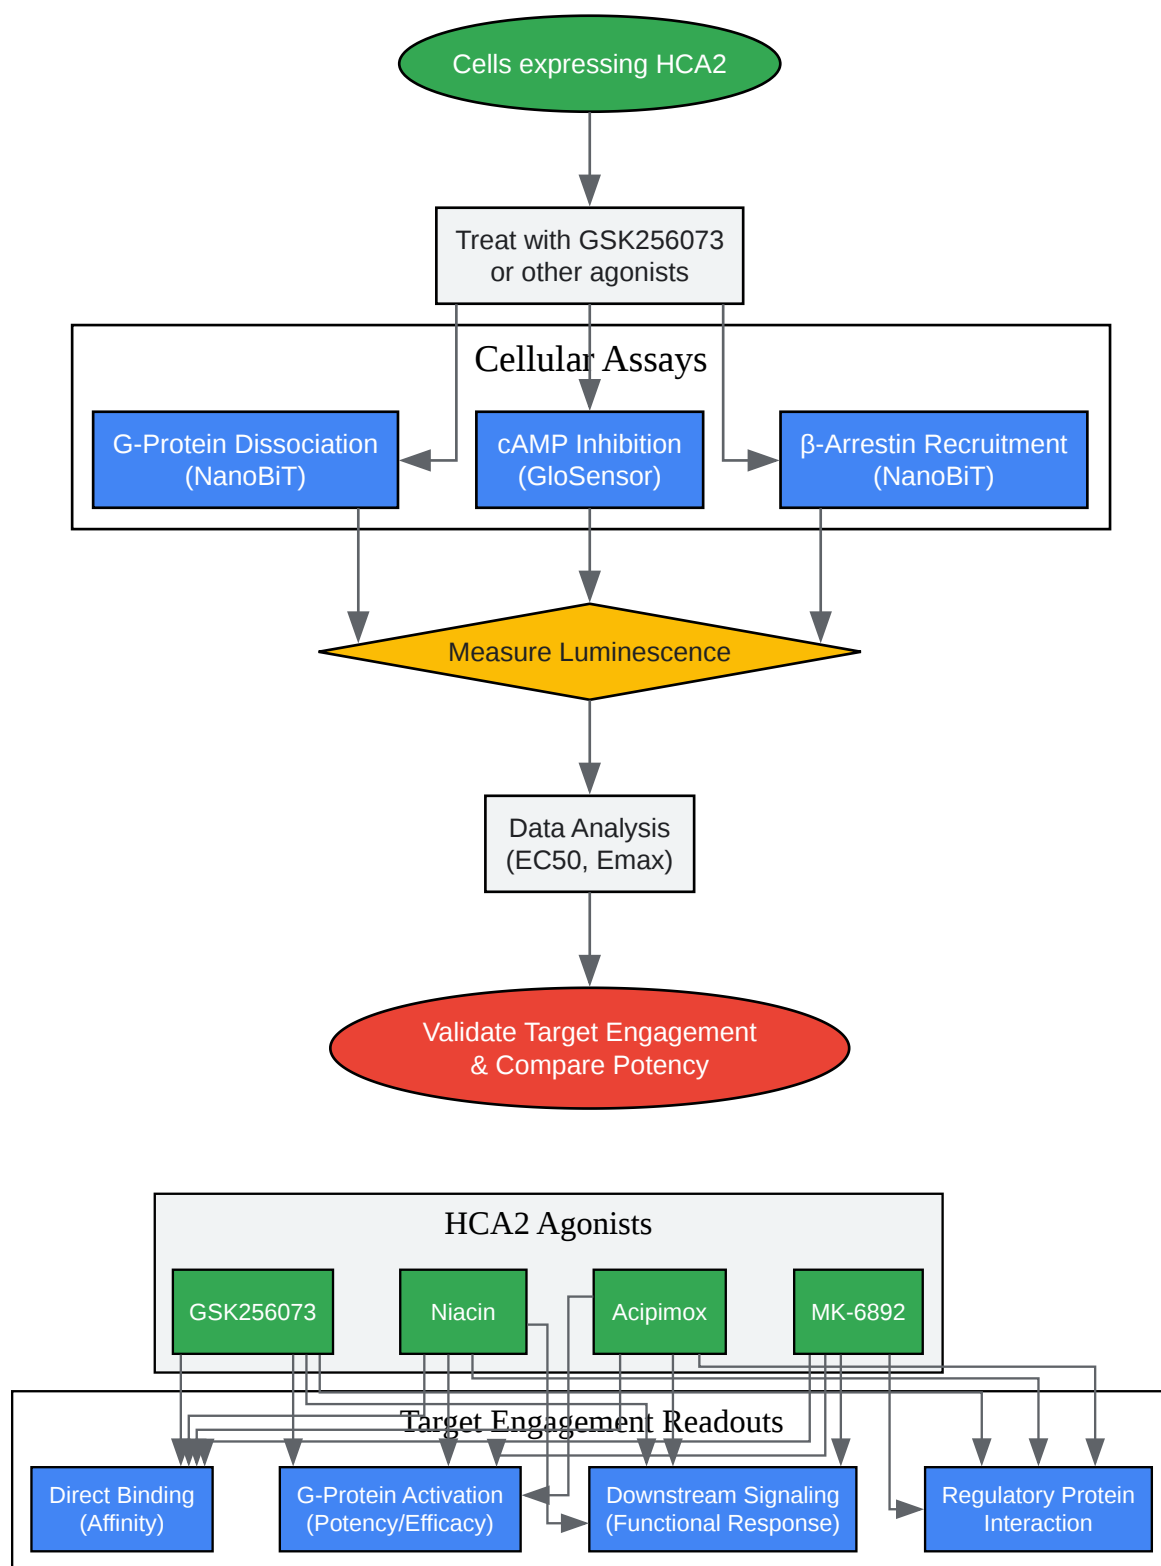 Cells expressing HCA2
Treat with GSK256073
or other agonists
Cellular Assays
G-Protein Dissociation
(NanoBiT)
cAMP Inhibition
(GloSensor)
β-Arrestin Recruitment
(NanoBiT)
Measure Luminescence
Data Analysis
(EC50, Emax)
Validate Target Engagement
& Compare Potency
HCA2 Agonists
GSK256073
Niacin
Acipimox
MK-6892
Target Engagement Readouts
Direct Binding
(Affinity)
G-Protein Activation
(Potency/Efficacy)
Downstream Signaling
(Functional Response)
Regulatory Protein
Interaction